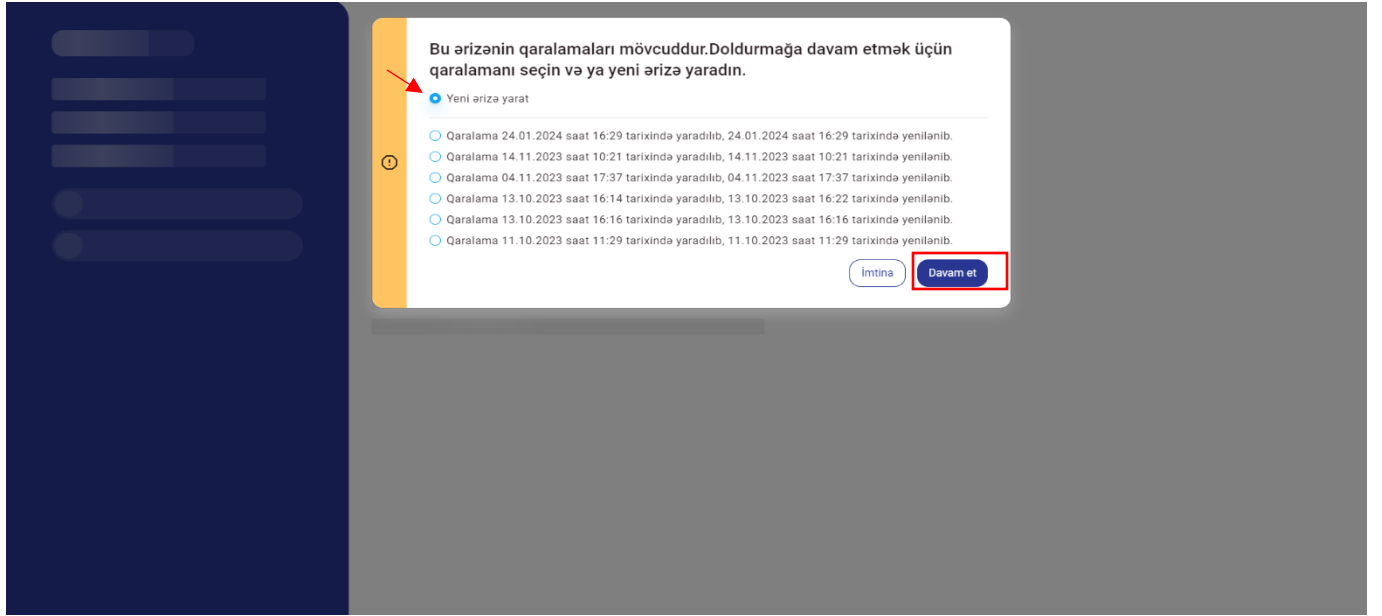 Bu ərizənin qaralamaları mövcuddur.Doldurmağa davam etmək üçün
qaralamanı seçin və ya yeni ərizə yaradın.
Yeni ərizə yarat
Qaralama 24.01.2024 saat 16:29 tarixində yaradılıb, 24.01.2024 saat 16:29 tarixində yenilənib.
Qaralama 14.11.2023 saat 10:21 tarixində yaradılıb, 14.11.2023 saat 10:21 tarixində yenilənib.
Qaralama 04.11.2023 saat 17:37 tarixində yaradılıb, 04.11.2023 saat 17:37 tarixində yenilənib.
Qaralama 13.10.2023 saat 16:14 tarixində yaradılıb, 13.10.2023 saat 16:22 tarixində yenilənib.
Qaralama 13.10.2023 saat 16:16 tarixində yaradılıb, 13.10.2023 saat 16:16 tarixində yenilənib.
Qaralama 11.10.2023 saat 11:29 tarixində yaradılıb, 11.10.2023 saat 11:29 tarixində yenilənib.
İmtina Davam et